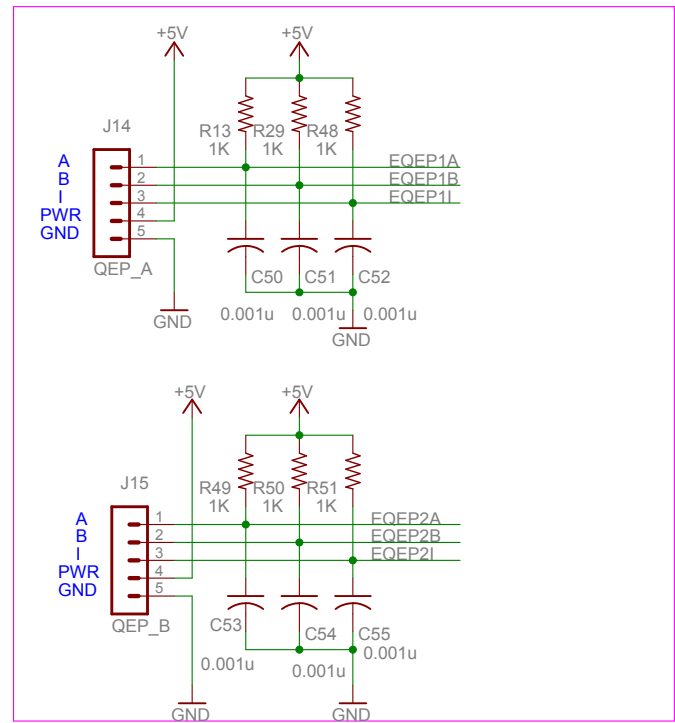 +5V +5V
J14
R13 R29 R48
1K 1K 1K
A 1 EQEP1A
B 2 EQEP1B
I 3 EQEP1I
PWR 4
GND 5
QEP_A
C50 C51 C52
0.001u 0.001u 0.001u
GND
GND
+5V +5V
J15
R49 R50 R51
1K 1K 1K
A 1 EQEP2A
B 2 EQEP2B
I 3 EQEP2I
PWR 4
GND 5
QEP_B
C53 C54 C55
0.001u 0.001u 0.001u
GND GND